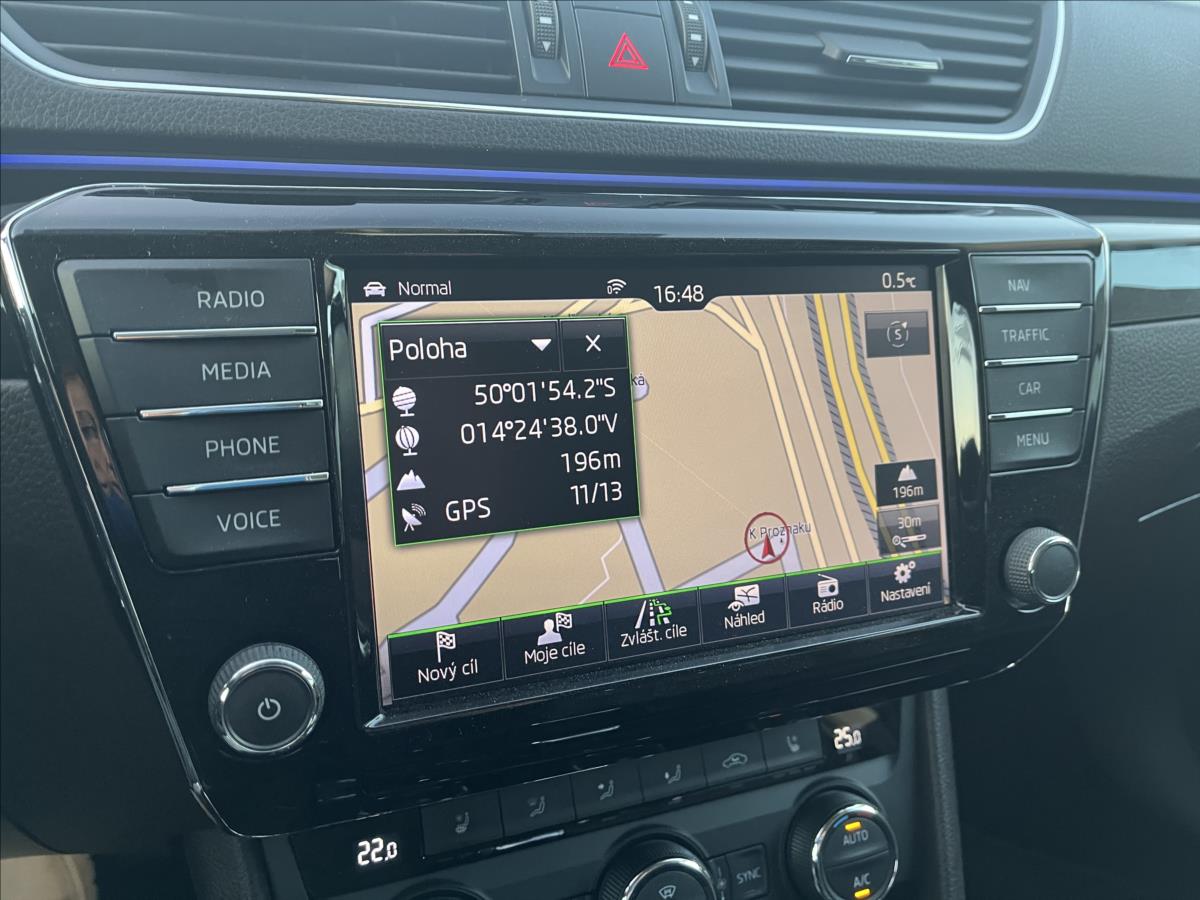 RADIO
MEDIA
PHONE
VOICE
Normal
16:48
0.5°C
Poloha
X
50°01'54.2"S
014°24'38.0"V
196m
GPS
11/13
ká
S
196m
30m
K Proznaku
Nový cíl
Moje cíle
Zvlášt. cíle
Náhled
Rádio
Nastavení
NAV
TRAFFIC
CAR
MENU
22.0
25.0
SYNC
AUTO
A/C